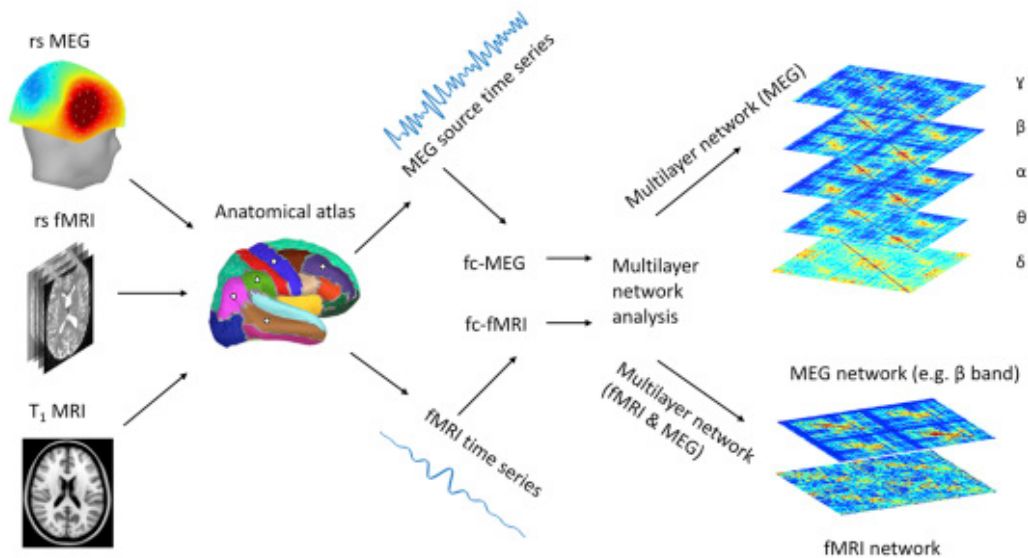 rs MEG
rs fMRI
T₁ MRI
Anatomical atlas
MEG source time series
fMRI time series
fc-MEG
fc-fMRI
Multilayer
network
analysis
Multilayer network (MEG)
Multilayer network
(fMRI & MEG)
γ
β
α
θ
δ
MEG network (e.g. β band)
fMRI network